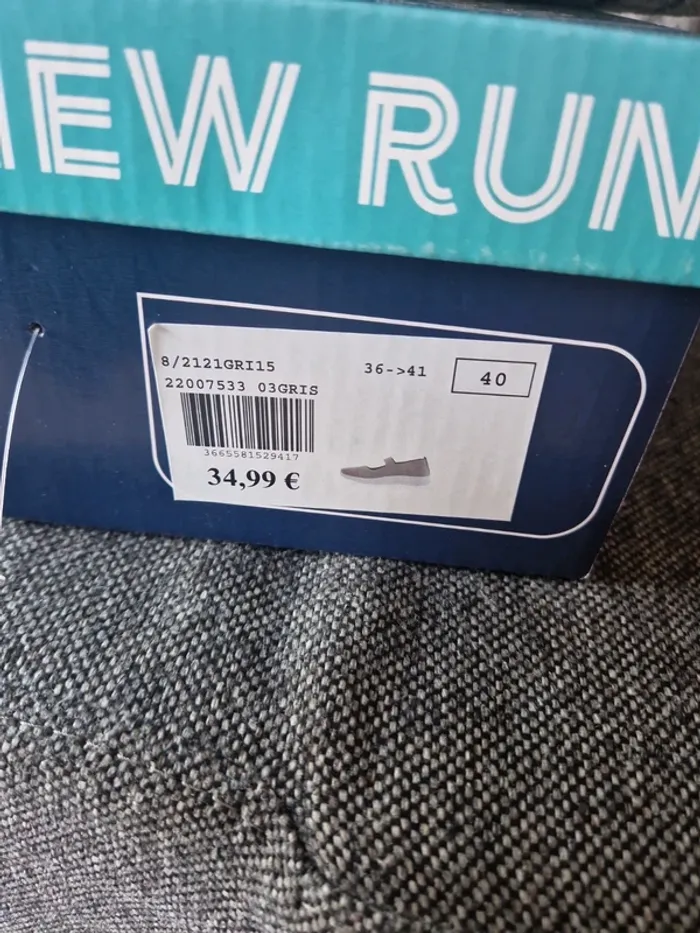 EW RUN
8/2121GRI15
36->41
40
22007533 03GRIS
3665581529417
34,99 €